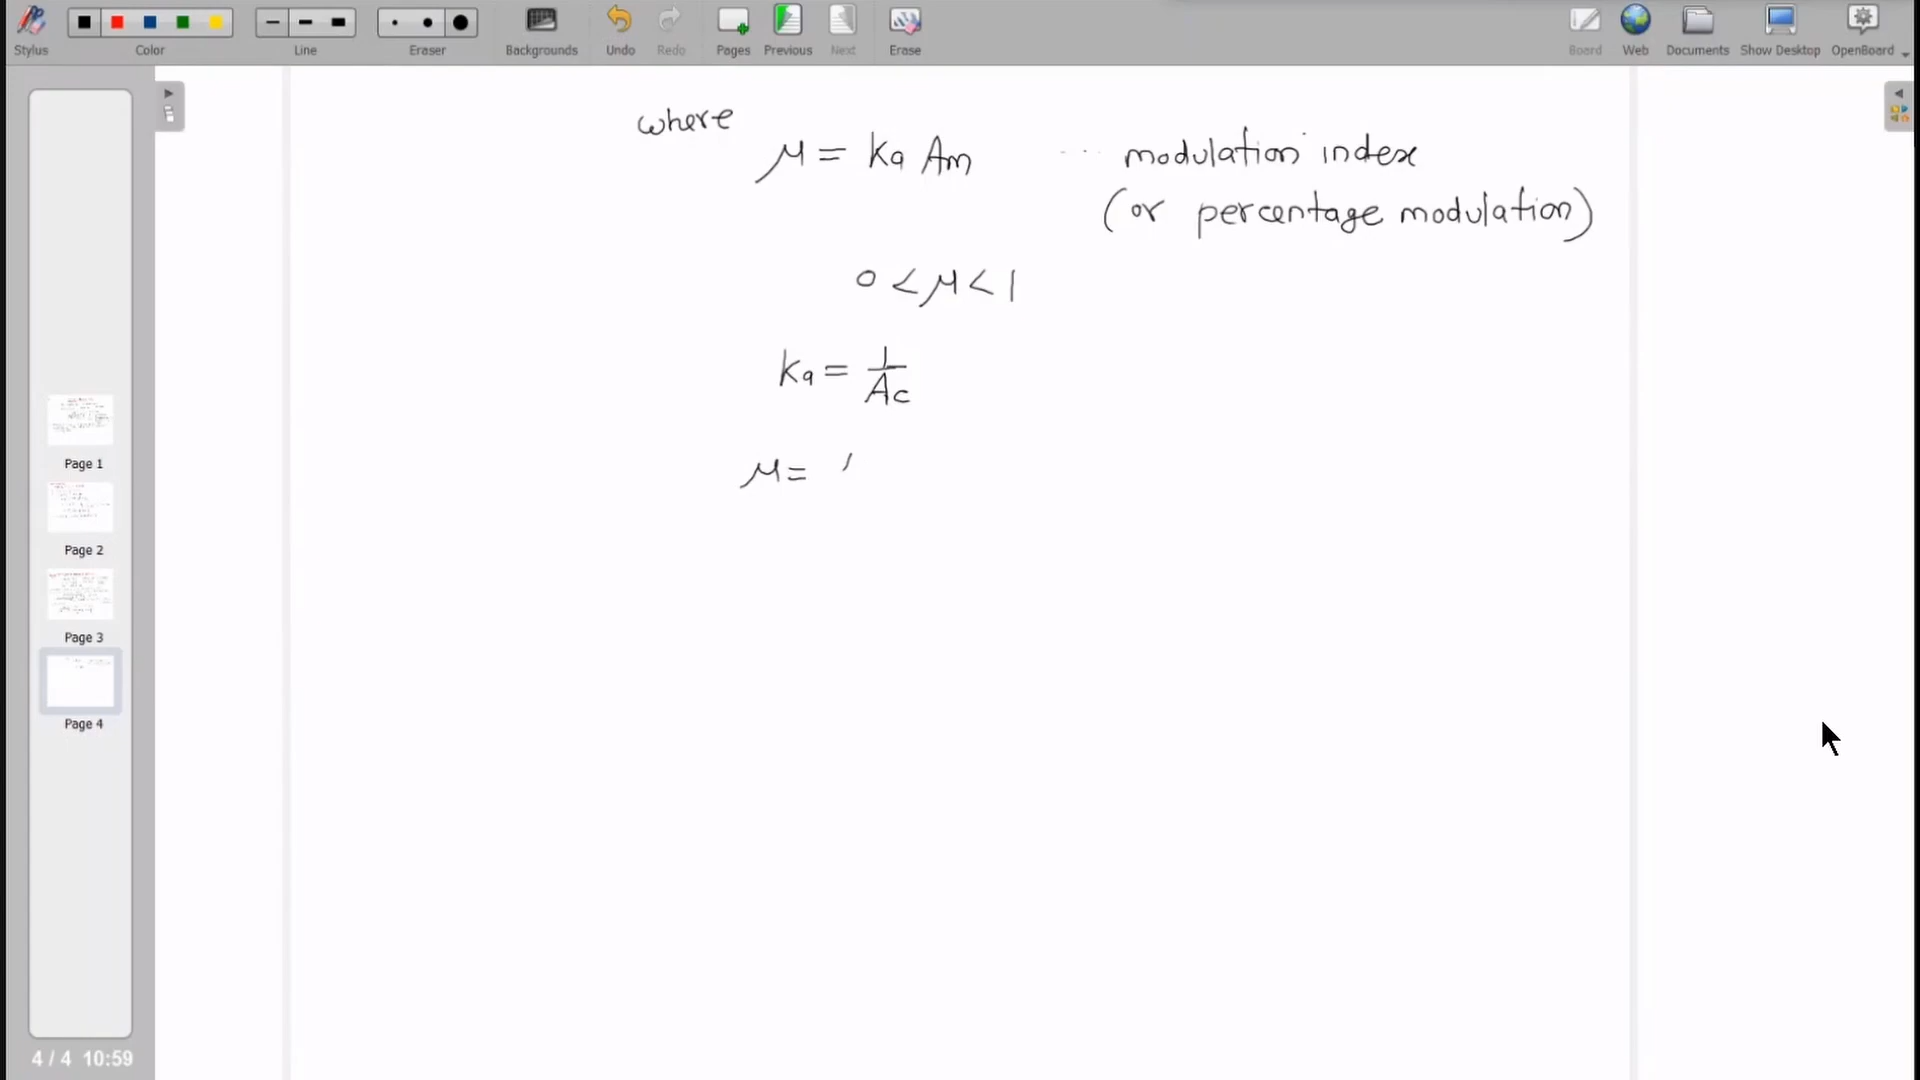 Stylus Color Line Eraser Backgrounds Undo Redo Pages Previous Next Erase Board Web Documents Show Desktop OpenBoard
where
μ = ka Am ... modulation index
(or percentage modulation)
0 < μ < 1
ka = 1/Ac
μ =
Page 1
Page 2
Page 3
Page 4
4 / 4 10:59